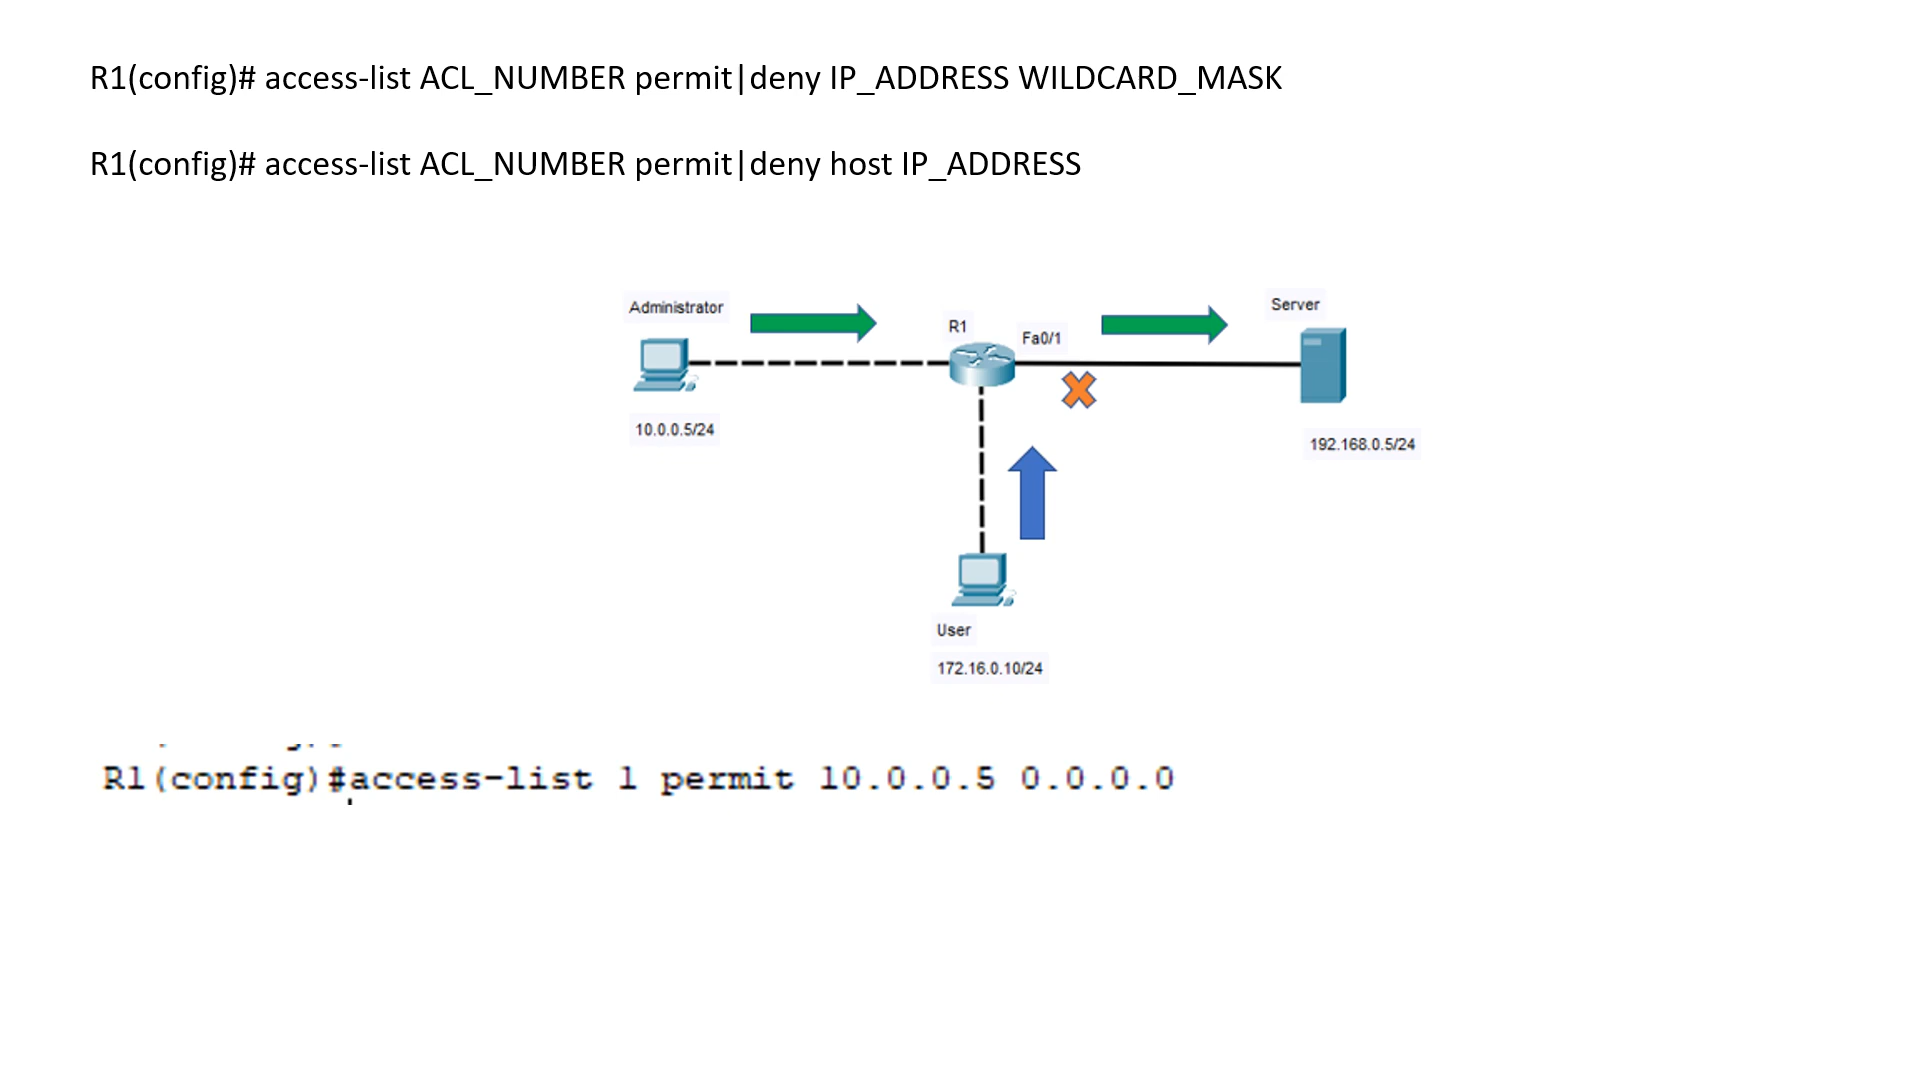 R1(config)# access-list ACL_NUMBER permit|deny IP_ADDRESS WILDCARD_MASK
R1(config)# access-list ACL_NUMBER permit|deny host IP_ADDRESS
Administrator
Server
R1
Fa0/1
10.0.0.5/24
192.168.0.5/24
User
172.16.0.10/24
R1(config)#access-list 1 permit 10.0.0.5 0.0.0.0